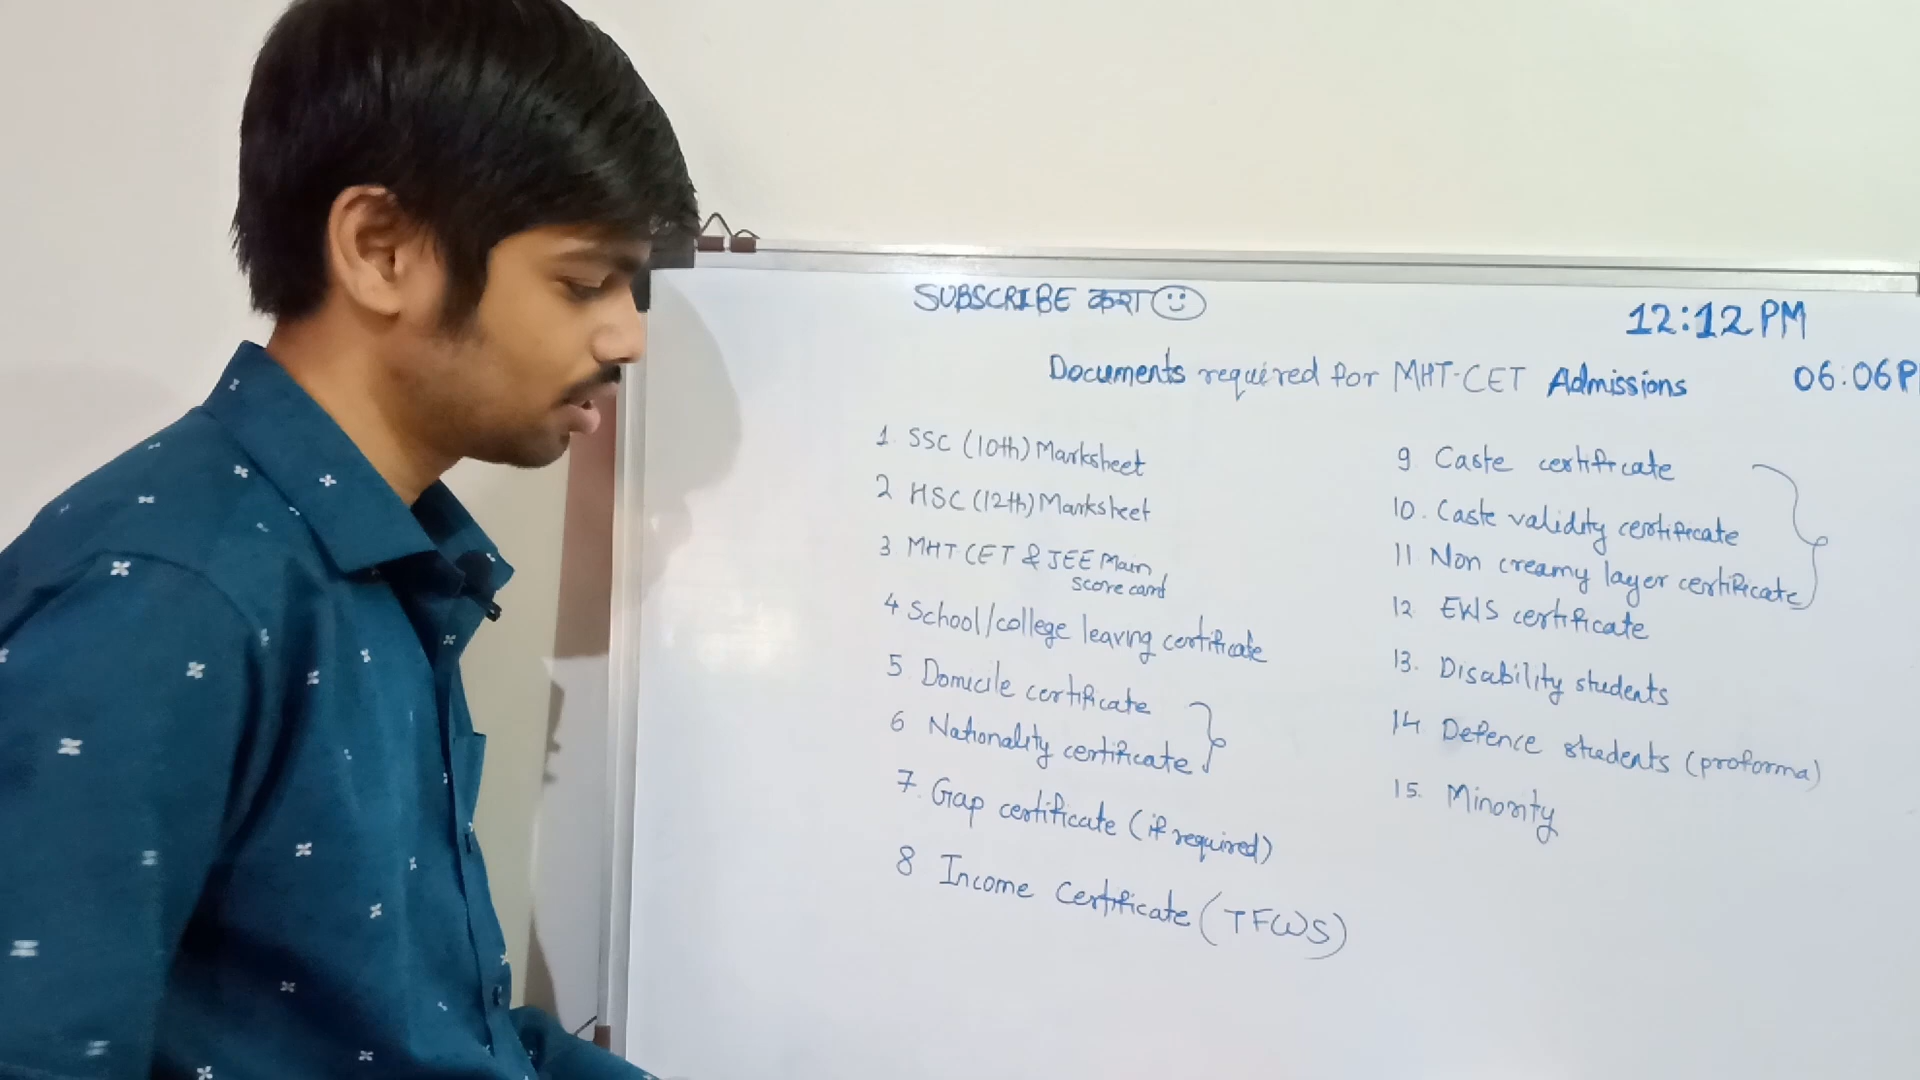 SUBSCRIBE करा
12:12 PM
Documents required for MHT-CET Admissions
06:06P
1. SSC (10th) Marksheet
2 HSC (12th) Marksheet
3 MHT CET & JEE Main
score card
4 School/college leaving certificate
5 Domicile certificate
6 Nationality certificate
7. Gap certificate (if required)
8 Income Certificate (TFWS)
9 Caste certificate
10. Caste validity certificate
11 Non creamy layer certificate
12 EWS certificate
13. Disability students
14 Defence students (proforma)
15. Minority